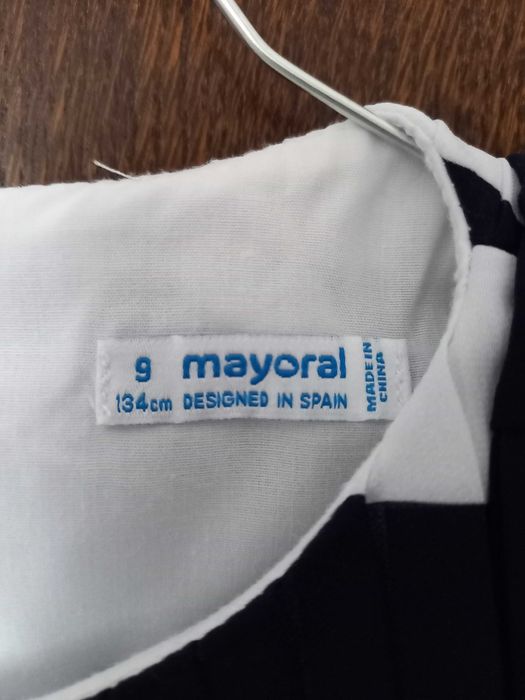 9 mayoral
134cm DESIGNED IN SPAIN
MADE IN
CHINA